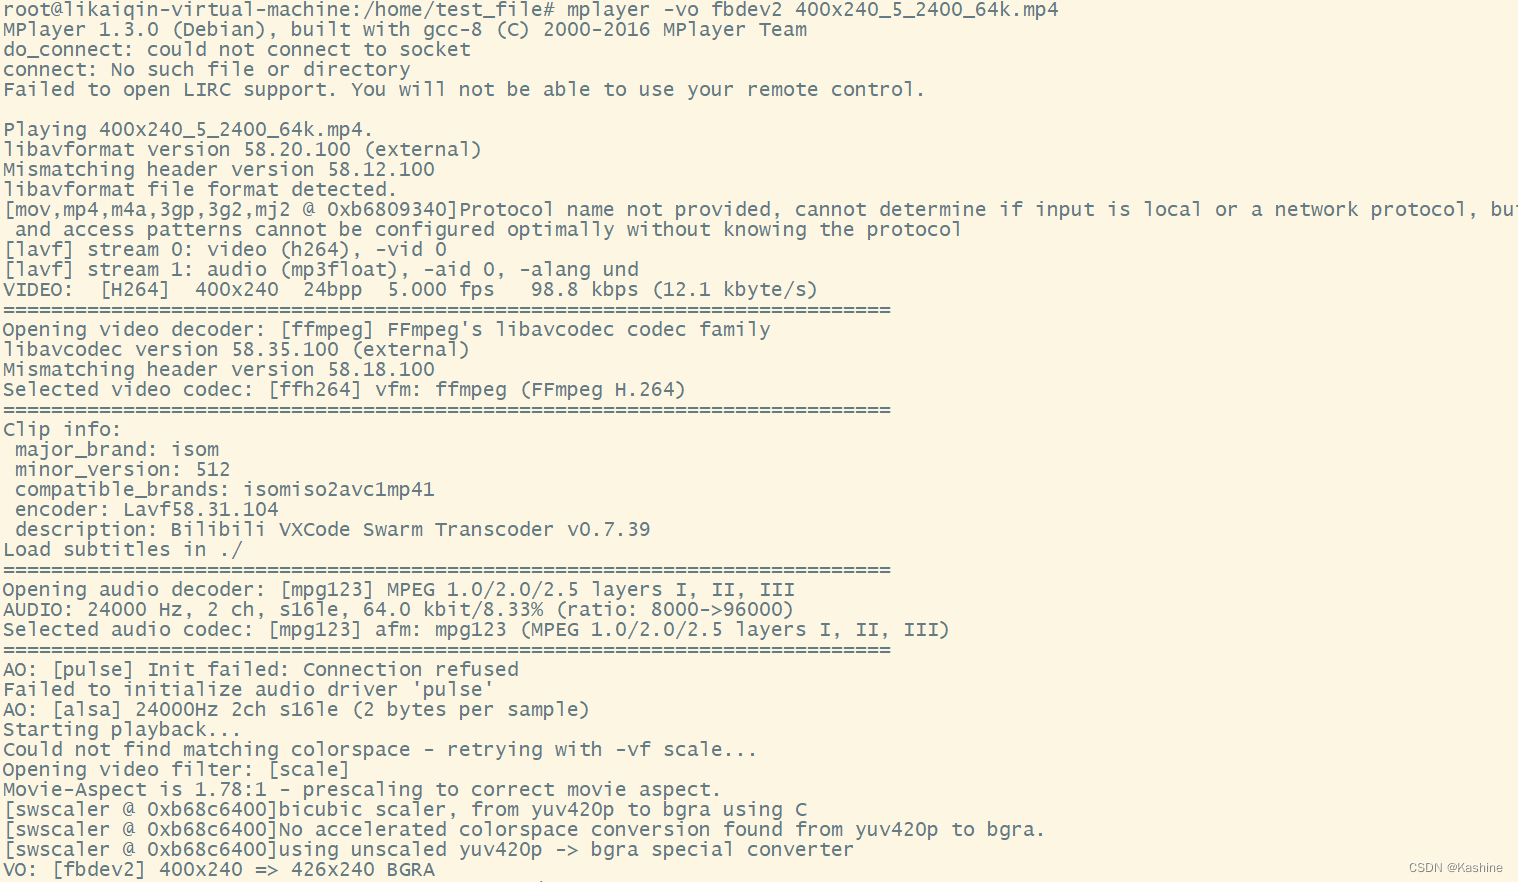 root@likaiqin-virtual-machine:/home/test_file# mplayer -vo fbdev2 400x240_5_2400_64k.mp4
MPlayer 1.3.0 (Debian), built with gcc-8 (C) 2000-2016 MPlayer Team
do_connect: could not connect to socket
connect: No such file or directory
Failed to open LIRC support. You will not be able to use your remote control.
Playing 400x240_5_2400_64k.mp4.
libavformat version 58.20.100 (external)
Mismatching header version 58.12.100
libavformat file format detected.
[mov,mp4,m4a,3gp,3g2,mj2 @ 0xb6809340]Protocol name not provided, cannot determine if input is local or a network protocol, bu
and access patterns cannot be configured optimally without knowing the protocol
[lavf] stream 0: video (h264), -vid 0
[lavf] stream 1: audio (mp3float), -aid 0, -alang und
VIDEO:  [H264]  400x240  24bpp  5.000 fps   98.8 kbps (12.1 kbyte/s)
==========================================================================
Opening video decoder: [ffmpeg] FFmpeg's libavcodec codec family
libavcodec version 58.35.100 (external)
Mismatching header version 58.18.100
Selected video codec: [ffh264] vfm: ffmpeg (FFmpeg H.264)
==========================================================================
Clip info:
 major_brand: isom
 minor_version: 512
 compatible_brands: isomiso2avc1mp41
 encoder: Lavf58.31.104
 description: Bilibili VXCode Swarm Transcoder v0.7.39
Load subtitles in ./
==========================================================================
Opening audio decoder: [mpg123] MPEG 1.0/2.0/2.5 layers I, II, III
AUDIO: 24000 Hz, 2 ch, s16le, 64.0 kbit/8.33% (ratio: 8000->96000)
Selected audio codec: [mpg123] afm: mpg123 (MPEG 1.0/2.0/2.5 layers I, II, III)
==========================================================================
AO: [pulse] Init failed: Connection refused
Failed to initialize audio driver 'pulse'
AO: [alsa] 24000Hz 2ch s16le (2 bytes per sample)
Starting playback...
Could not find matching colorspace - retrying with -vf scale...
Opening video filter: [scale]
Movie-Aspect is 1.78:1 - prescaling to correct movie aspect.
[swscaler @ 0xb68c6400]bicubic scaler, from yuv420p to bgra using C
[swscaler @ 0xb68c6400]No accelerated colorspace conversion found from yuv420p to bgra.
[swscaler @ 0xb68c6400]using unscaled yuv420p -> bgra special converter
VO: [fbdev2] 400x240 => 426x240 BGRA
CSDN @Kashine